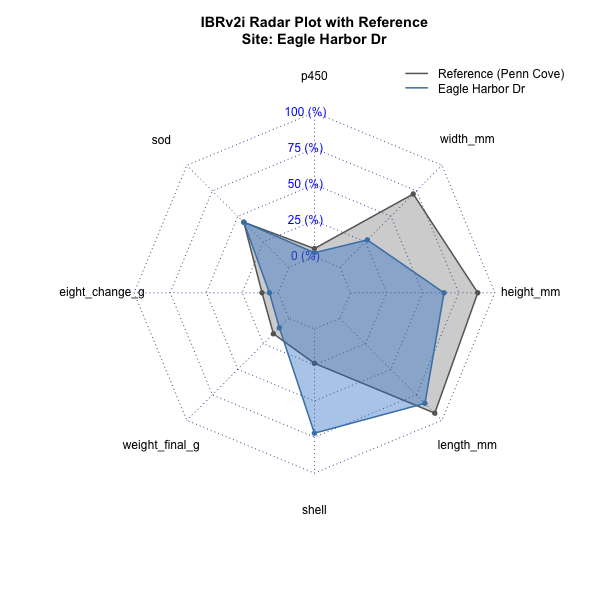 IBRv2i Radar Plot with Reference
Site: Eagle Harbor Dr
p450
Reference (Penn Cove)
Eagle Harbor Dr
100 (%)
sod
width_mm
75 (%)
50 (%)
25 (%)
0 (%)
eight_change_g
height_mm
weight_final_g
length_mm
shell